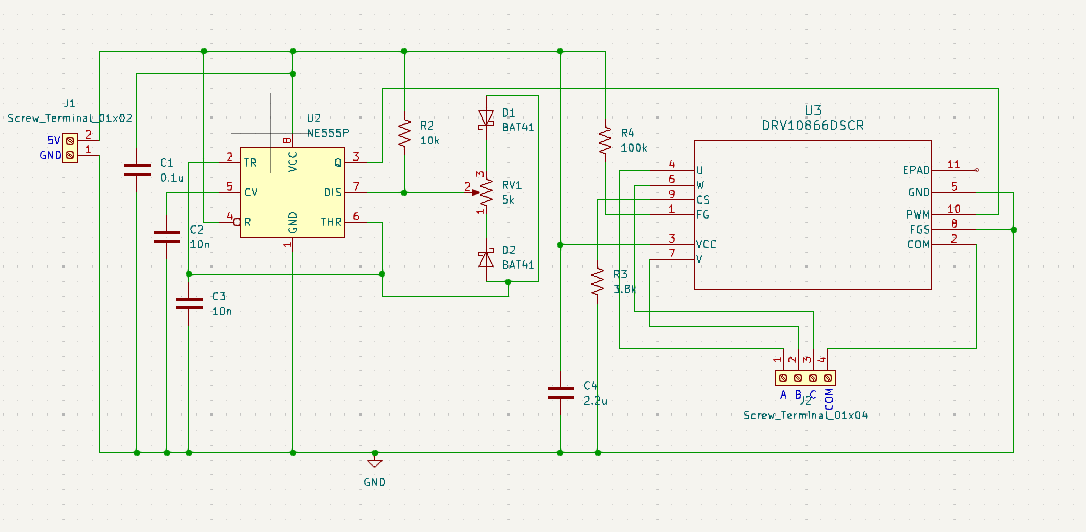 J1
Screw_Terminal_01x02
5V
2
GND
1
C1
0.1u
C2
10n
C3
10n
U2
NE555P
8
VCC
2
TR
5
CV
4
R
Q
3
DIS
7
THR
6
GND
1
R2
10k
D1
BAT41
3
2
RV1
5k
1
D2
BAT41
R4
100k
R3
3.8k
C4
2.2u
GND
U3
DRV10866DSCR
4
U
6
W
9
CS
1
FG
3
VCC
7
V
EPAD
11
GND
5
PWM
10
FGS
8
COM
2
1
2
3
4
A
B
C
COM
J2
Screw_Terminal_01x04